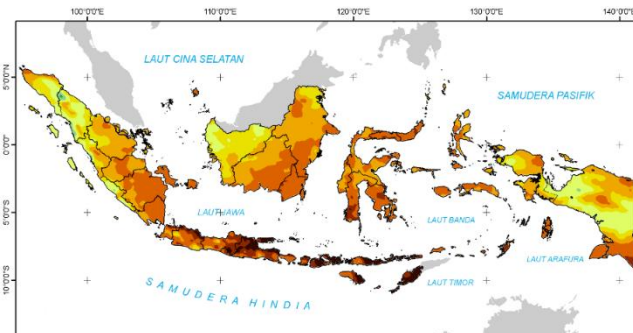 100°0'0"E 110°0'0"E 120°0'0"E 130°0'0"E 140°0'
LAUT CINA SELATAN
5°0'0"N
SAMUDERA PASIFIK
0°0'0"
LAUT JAWA
5°0'0"S
LAUT BANDA
LAUT ARAFURA
10°0'0"S
LAUT TIMOR
SAMUDERA HINDIA